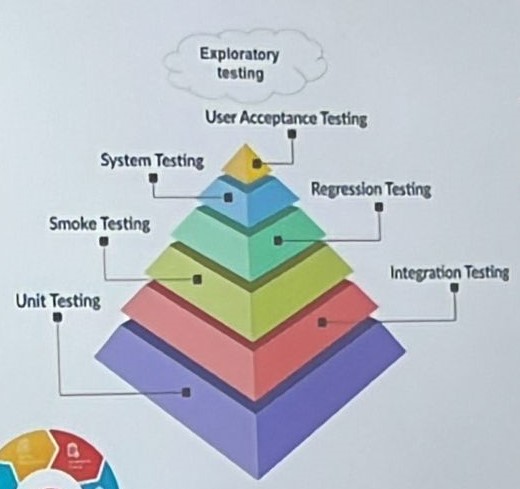 Exploratory
testing
User Acceptance Testing
System Testing
Regression Testing
Smoke Testing
Integration Testing
Unit Testing